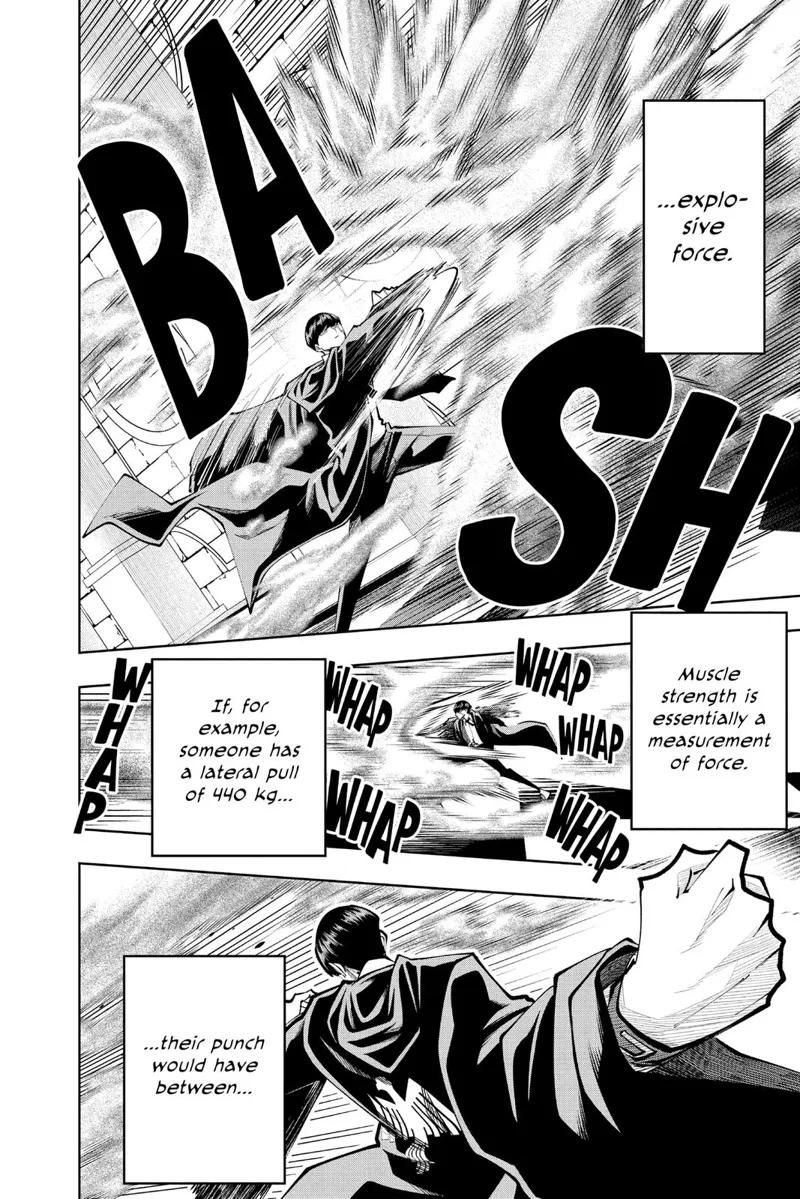 ...explo-
sive
force.
BA
SH
Muscle
strength is
essentially a
measurement
of force.
WHAP
WHAP
WHAP
WHAP
WHAP
If, for
example,
someone has
a lateral pull
of 440 kg...
WHAP
...their punch
would have
between...